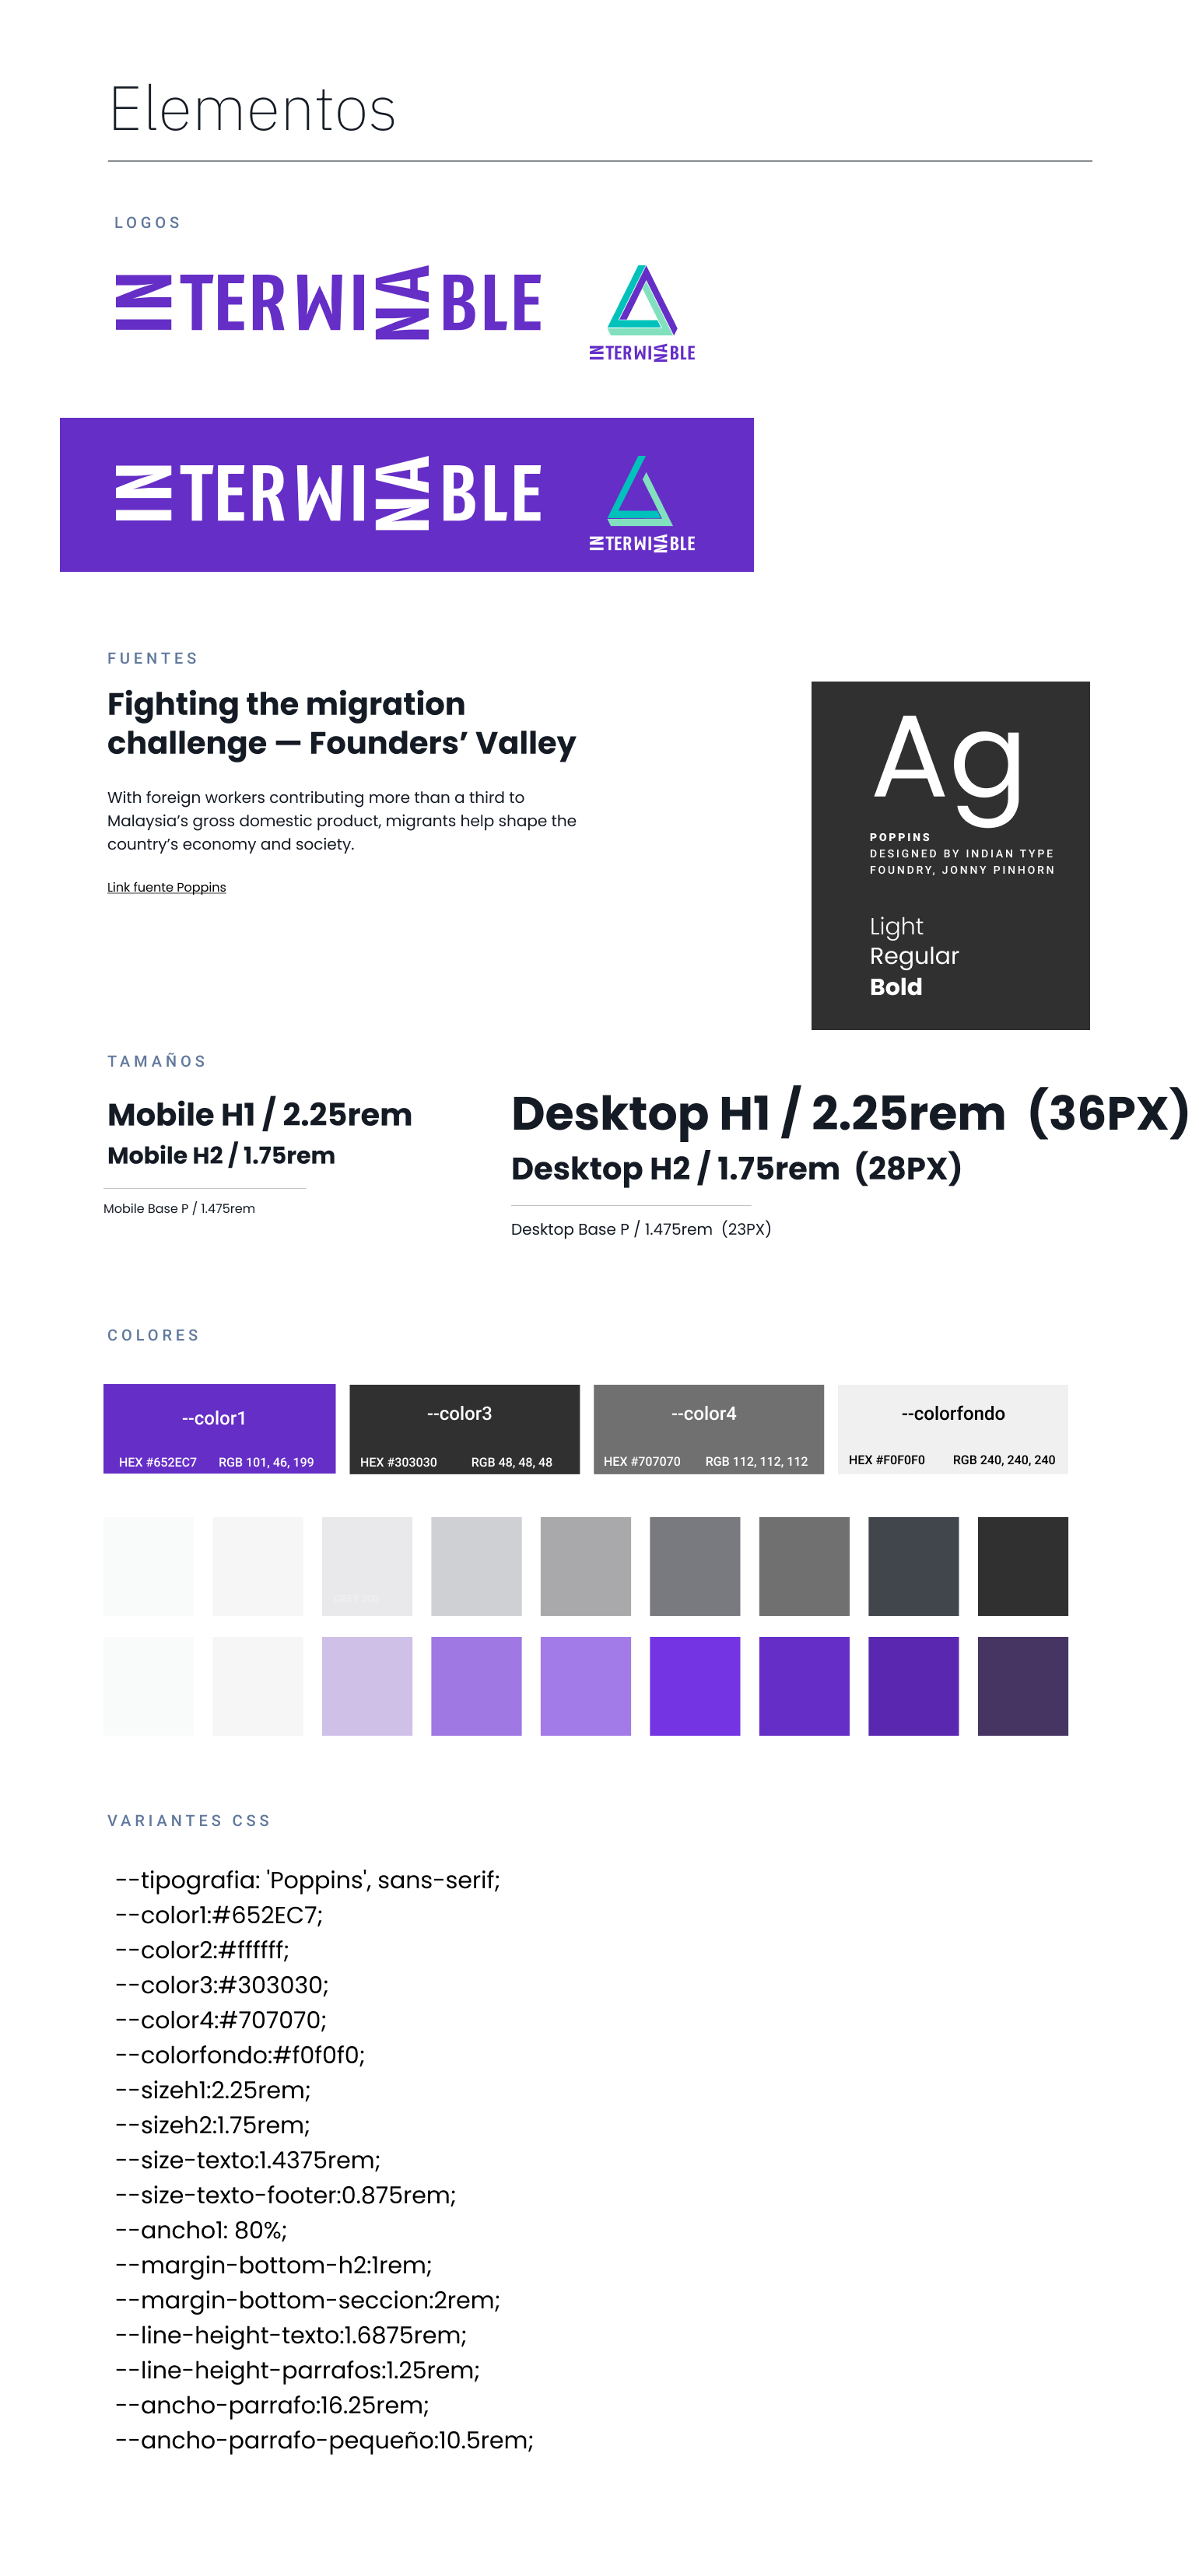 Elementos
LOGOS
INTERWINABLE
INTERWINABLE
INTERWINABLE
INTERWINABLE
FUENTES
Fighting the migration
challenge — Founders’ Valley
With foreign workers contributing more than a third to
Malaysia’s gross domestic product, migrants help shape the
country’s economy and society.
Link fuente Poppins
Ag
POPPINS
DESIGNED BY INDIAN TYPE
FOUNDRY, JONNY PINHORN
Light
Regular
Bold
TAMAÑOS
Mobile H1 / 2.25rem
Mobile H2 / 1.75rem
Mobile Base P / 1.475rem
Desktop H1 / 2.25rem (36PX)
Desktop H2 / 1.75rem (28PX)
Desktop Base P / 1.475rem (23PX)
COLORES
--color1
HEX #652EC7 RGB 101, 46, 199
--color3
HEX #303030 RGB 48, 48, 48
--color4
HEX #707070 RGB 112, 112, 112
--colorfondo
HEX #F0F0F0 RGB 240, 240, 240
VARIANTES CSS
--tipografia: 'Poppins', sans-serif;
--color1:#652EC7;
--color2:#ffffff;
--color3:#303030;
--color4:#707070;
--colorfondo:#f0f0f0;
--sizeh1:2.25rem;
--sizeh2:1.75rem;
--size-texto:1.4375rem;
--size-texto-footer:0.875rem;
--ancho1: 80%;
--margin-bottom-h2:1rem;
--margin-bottom-seccion:2rem;
--line-height-texto:1.6875rem;
--line-height-parrafos:1.25rem;
--ancho-parrafo:16.25rem;
--ancho-parrafo-pequeño:10.5rem;